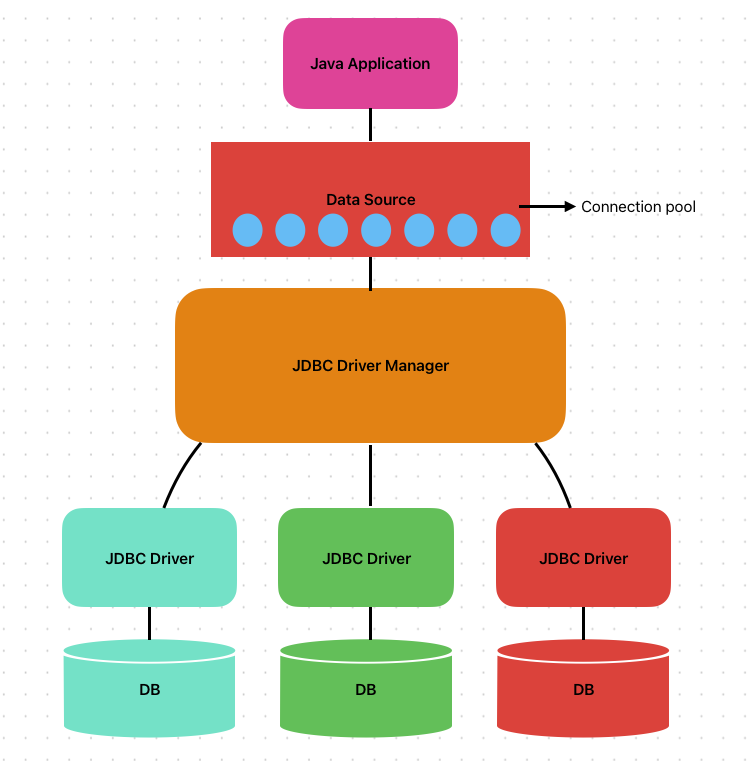 Java Application
Data Source
Connection pool
JDBC Driver Manager
JDBC Driver
JDBC Driver
JDBC Driver
DB
DB
DB